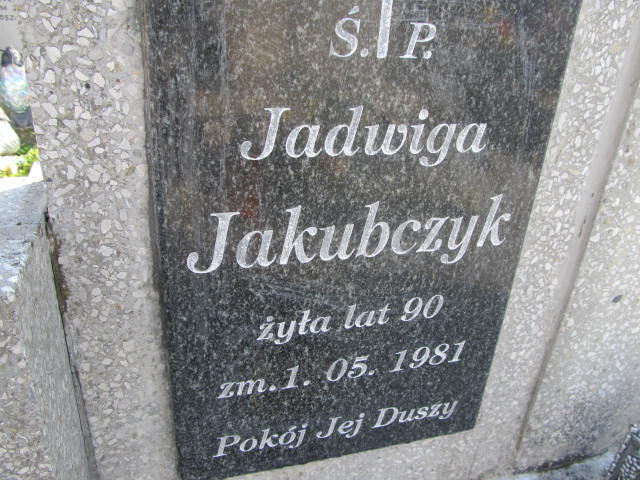 Ś. P.
Jadwiga
Jakubczyk
żyła lat 90
zm. 1. 05. 1981
Pokój Jej Duszy